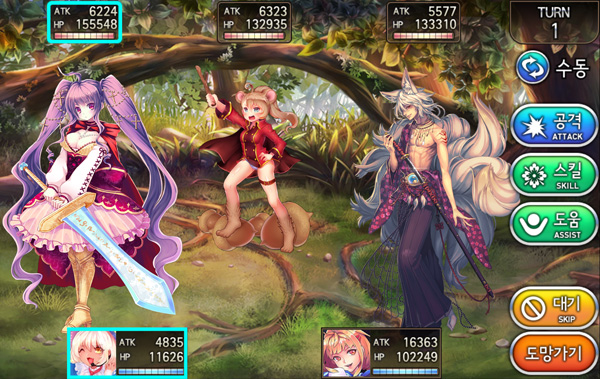 ATK 6224
HP 155548
ATK 6323
HP 132935
ATK 5577
HP 133310
TURN
1
수동
공격
ATTACK
스킬
SKILL
도움
ASSIST
대기
SKIP
도망가기
ATK 4835
HP 11626
ATK 16363
HP 102249